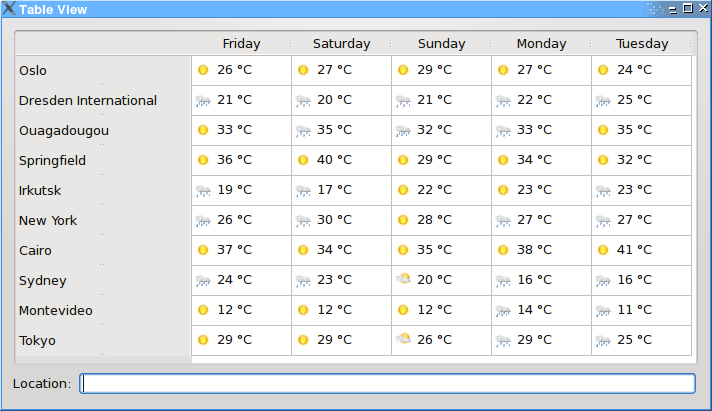 Table View
Friday Saturday Sunday Monday Tuesday
Oslo 26 °C 27 °C 29 °C 27 °C 24 °C
Dresden International 21 °C 20 °C 21 °C 22 °C 25 °C
Ouagadougou 33 °C 35 °C 32 °C 33 °C 35 °C
Springfield 36 °C 40 °C 29 °C 34 °C 32 °C
Irkutsk 19 °C 17 °C 22 °C 23 °C 23 °C
New York 26 °C 30 °C 28 °C 27 °C 27 °C
Cairo 37 °C 34 °C 35 °C 38 °C 41 °C
Sydney 24 °C 23 °C 20 °C 16 °C 16 °C
Montevideo 12 °C 12 °C 12 °C 14 °C 11 °C
Tokyo 29 °C 29 °C 26 °C 29 °C 25 °C
Location: